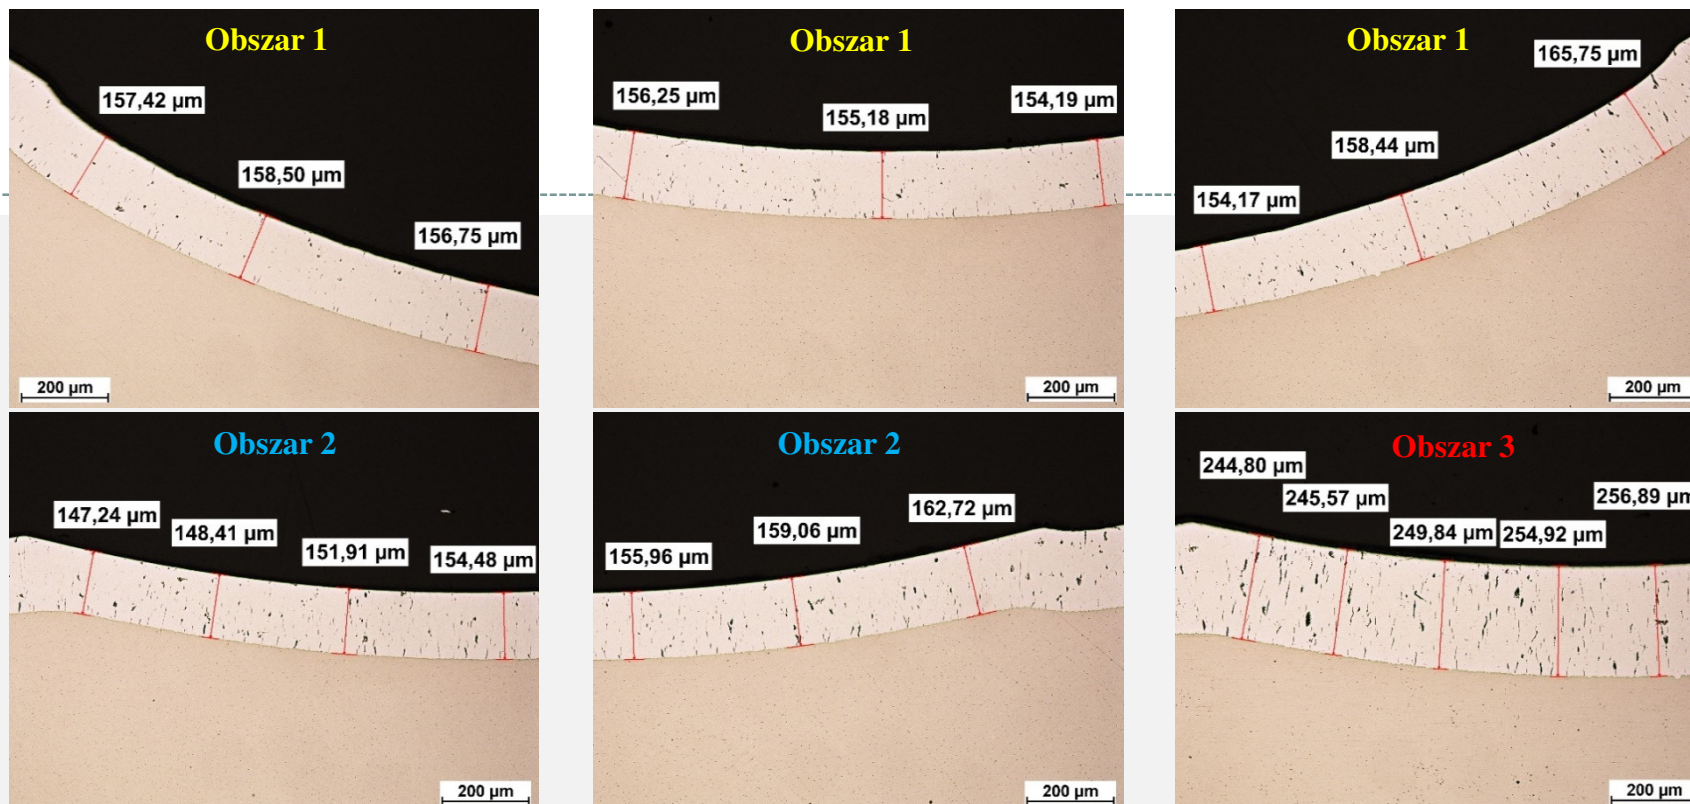 Obszar 1
157,42 µm
158,50 µm
156,75 µm
200 µm
Obszar 1
156,25 µm
155,18 µm
154,19 µm
200 µm
Obszar 1
165,75 µm
158,44 µm
154,17 µm
200 µm
Obszar 2
147,24 µm
148,41 µm
151,91 µm
154,48 µm
200 µm
Obszar 2
162,72 µm
159,06 µm
155,96 µm
200 µm
Obszar 3
244,80 µm
245,57 µm
256,89 µm
249,84 µm
254,92 µm
200 µm